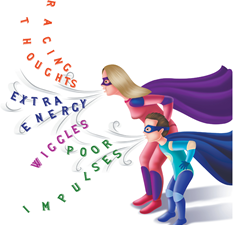 RACING
THOUGHTS
EXTRA
ENERGY
WIGGLES
POOR
IMPULSES